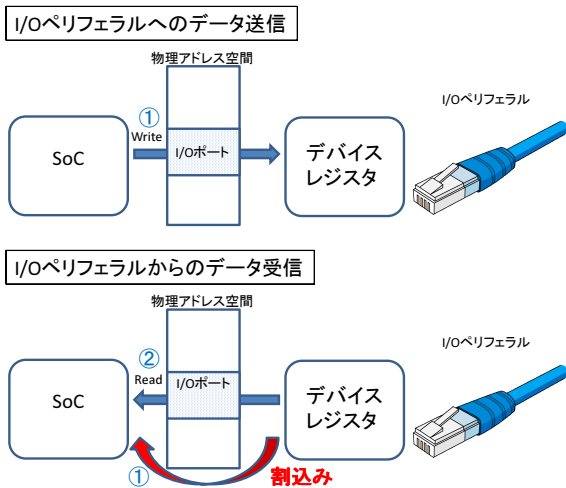 I/Oペリフェラルへのデータ送信
物理アドレス空間
I/Oペリフェラル
①
Write
SoC
I/Oポート
デバイス
レジスタ
I/Oペリフェラルからのデータ受信
物理アドレス空間
I/Oペリフェラル
②
Read
SoC
I/Oポート
デバイス
レジスタ
①
割込み